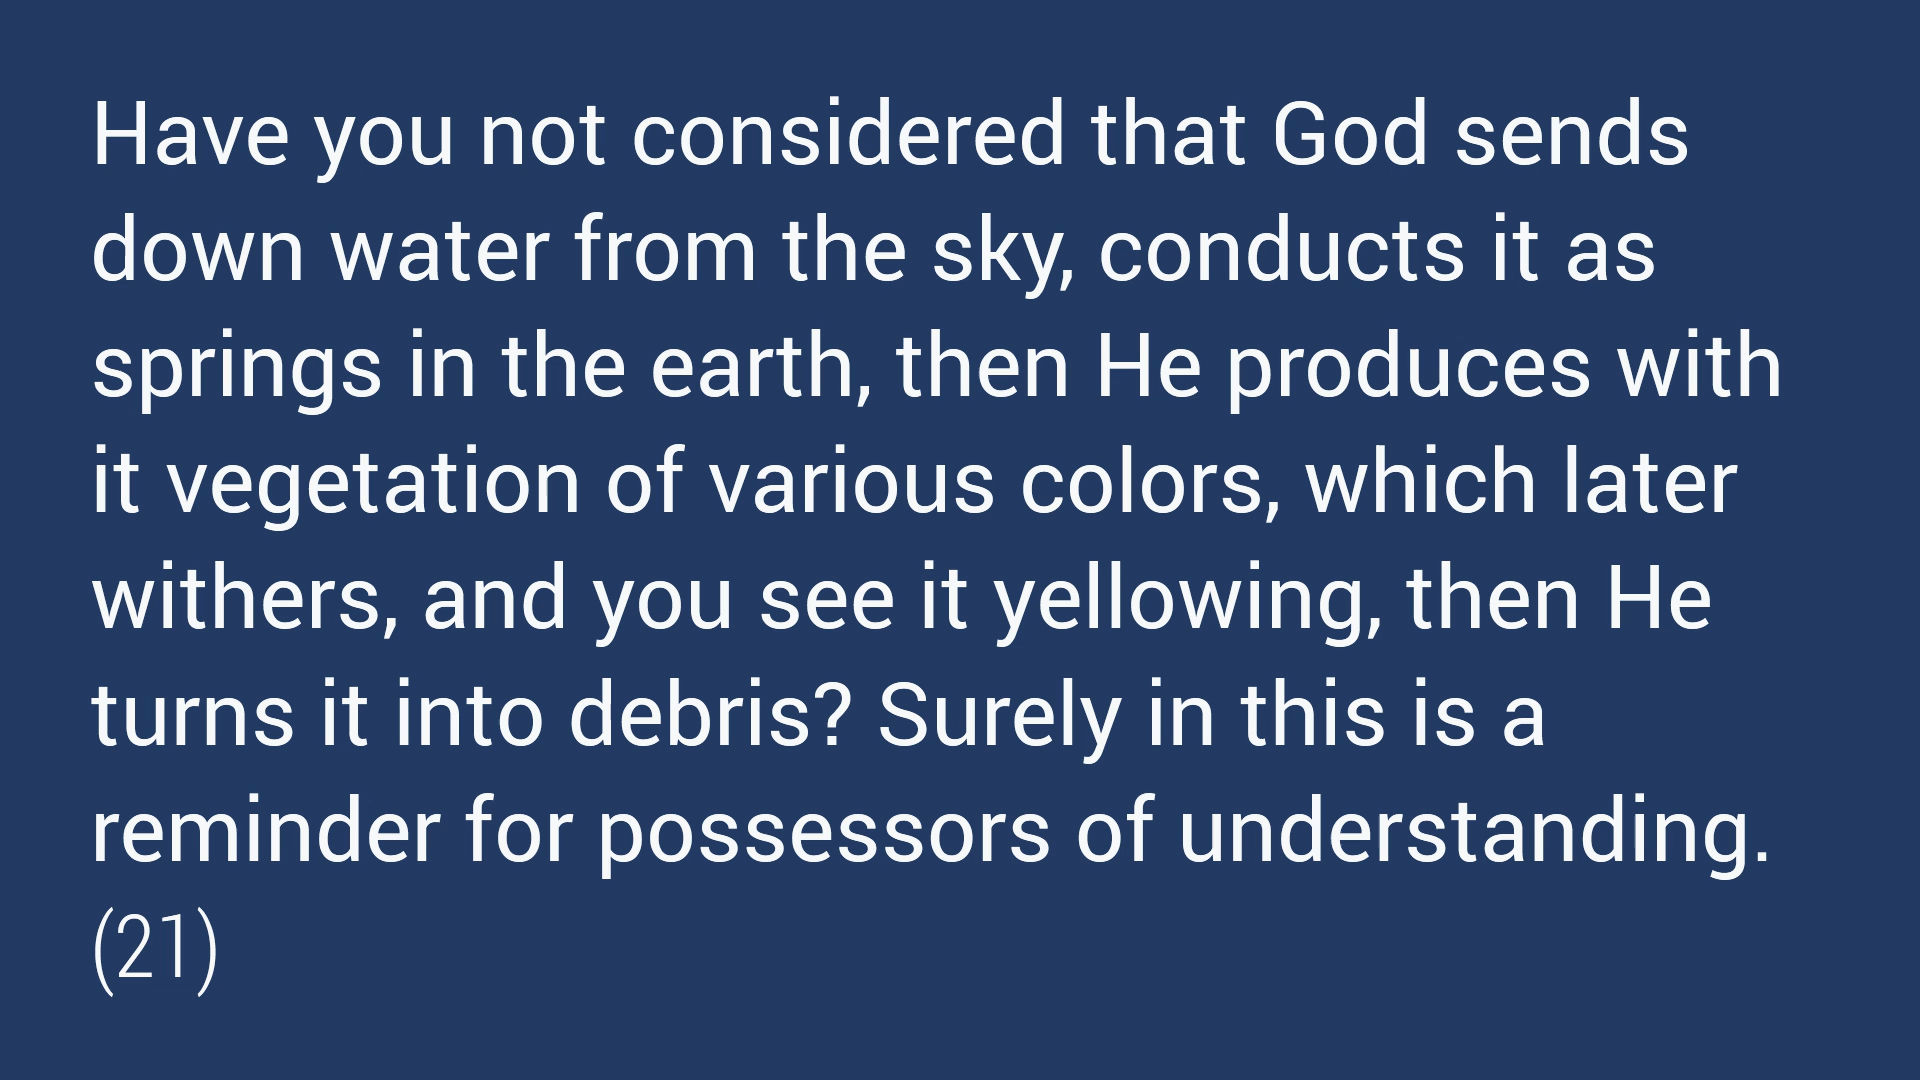 Have you not considered that God sends
down water from the sky, conducts it as
springs in the earth, then He produces with
it vegetation of various colors, which later
withers, and you see it yellowing, then He
turns it into debris? Surely in this is a
reminder for possessors of understanding.
(21)